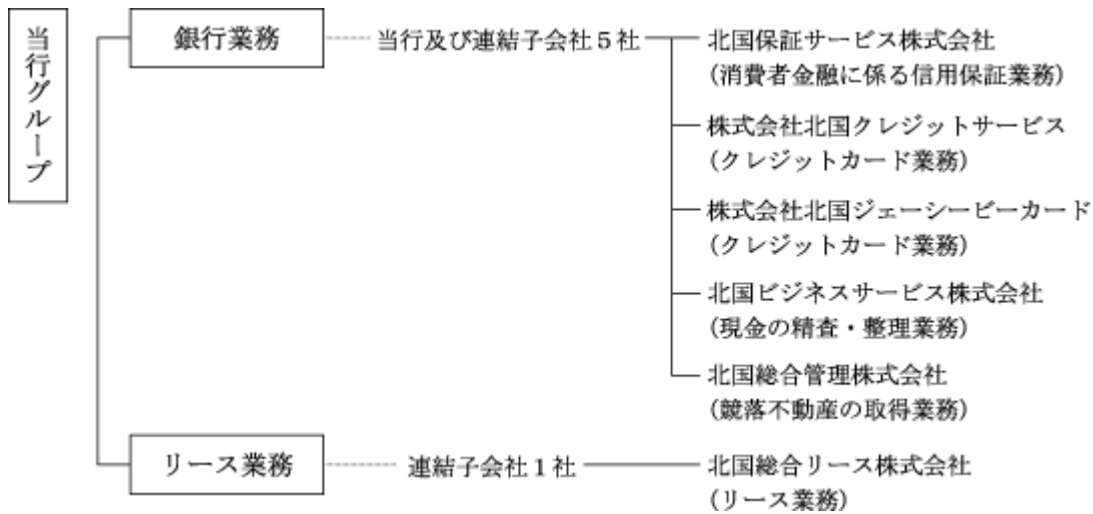 当行グループ
銀行業務
当行及び連結子会社5社
北国保証サービス株式会社
(消費者金融に係る信用保証業務)
株式会社北国クレジットサービス
(クレジットカード業務)
株式会社北国ジェーシービーカード
(クレジットカード業務)
北国ビジネスサービス株式会社
(現金の精査・整理業務)
北国総合管理株式会社
(競落不動産の取得業務)
リース業務
連結子会社1社
北国総合リース株式会社
(リース業務)